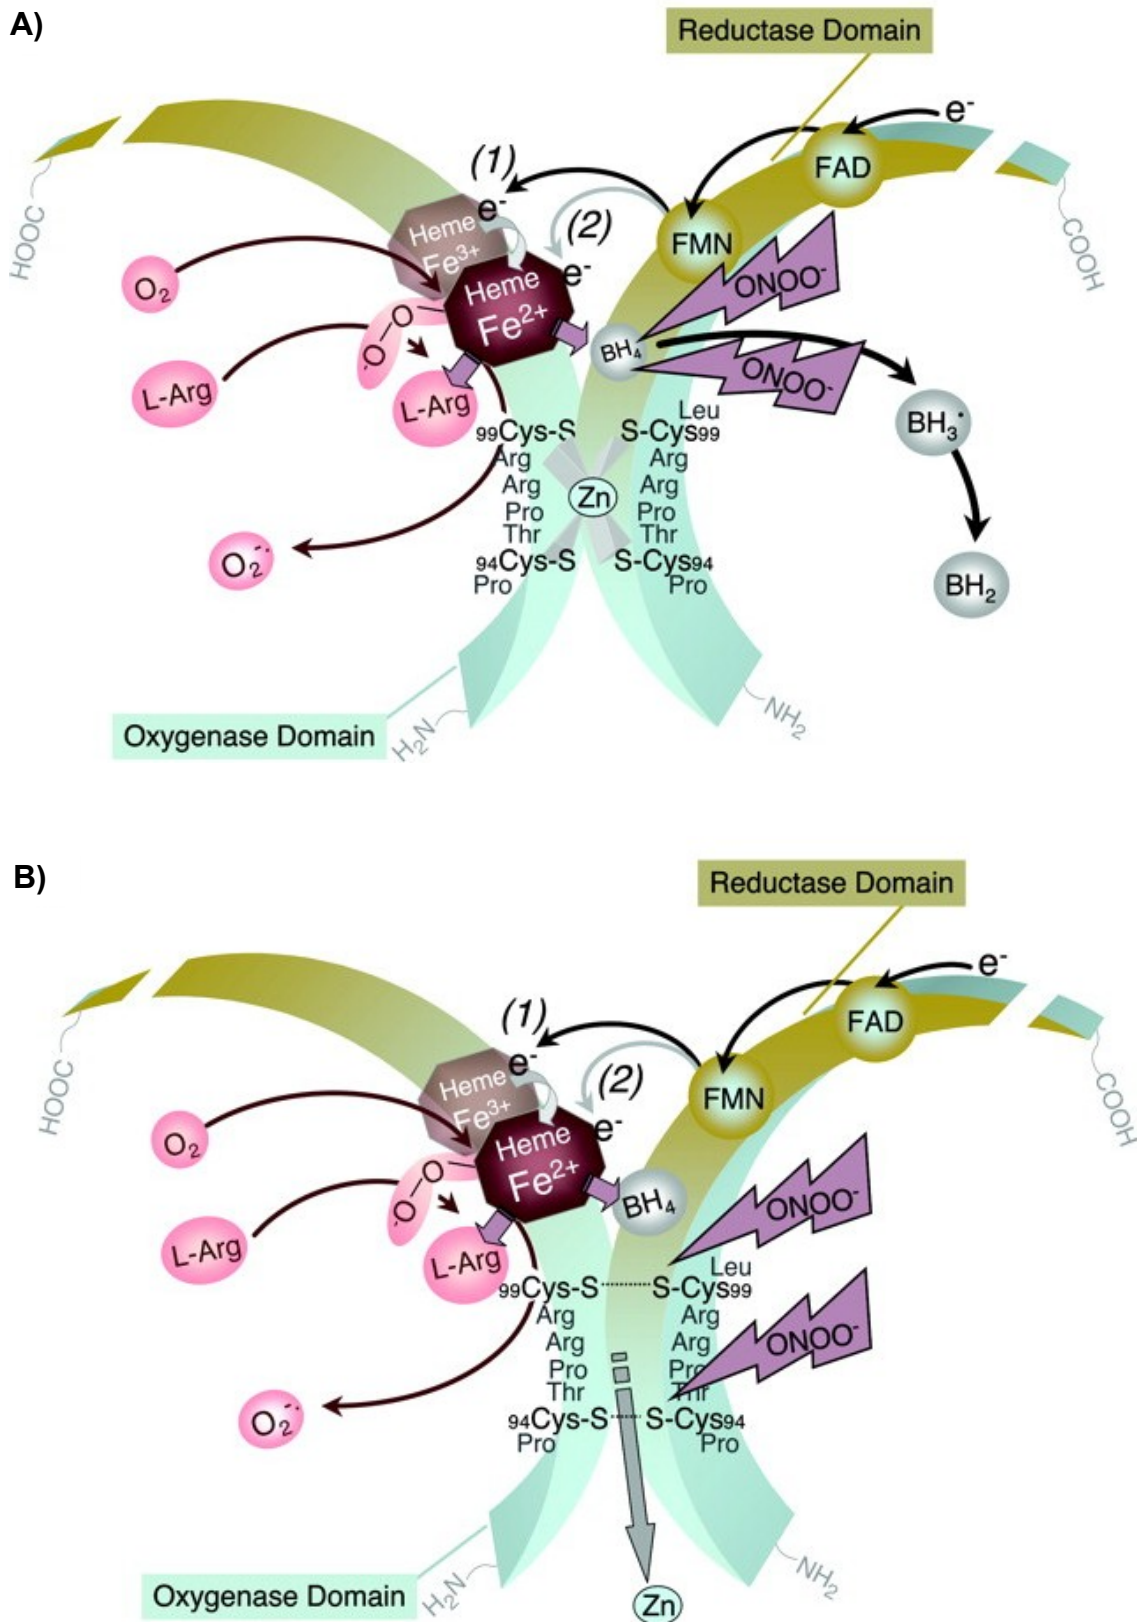 A)
Reductase Domain
e-
FAD
(1)
e-
(2)
FMN
HOOC
COOH
Heme
Fe3+
e-
Heme
Fe2+
ONOO-
O2
O
-O
BH4
ONOO-
L-Arg
L-Arg
BH3•
Leu
99Cys-S
S-Cys99
Arg
Arg
Arg
Arg
Zn
Pro
Pro
Thr
Thr
94Cys-S
S-Cys94
Pro
Pro
O2-•
BH2
Oxygenase Domain
H2N
NH2
B)
Reductase Domain
e-
FAD
(1)
e-
(2)
FMN
HOOC
COOH
Heme
Fe3+
e-
Heme
Fe2+
O2
O
-O
BH4
ONOO-
L-Arg
L-Arg
Leu
99Cys-S
S-Cys99
Arg
Arg
Arg
Arg
ONOO-
Pro
Pro
Thr
Thr
94Cys-S
S-Cys94
Pro
Pro
O2-•
Oxygenase Domain
H2N
NH2
Zn